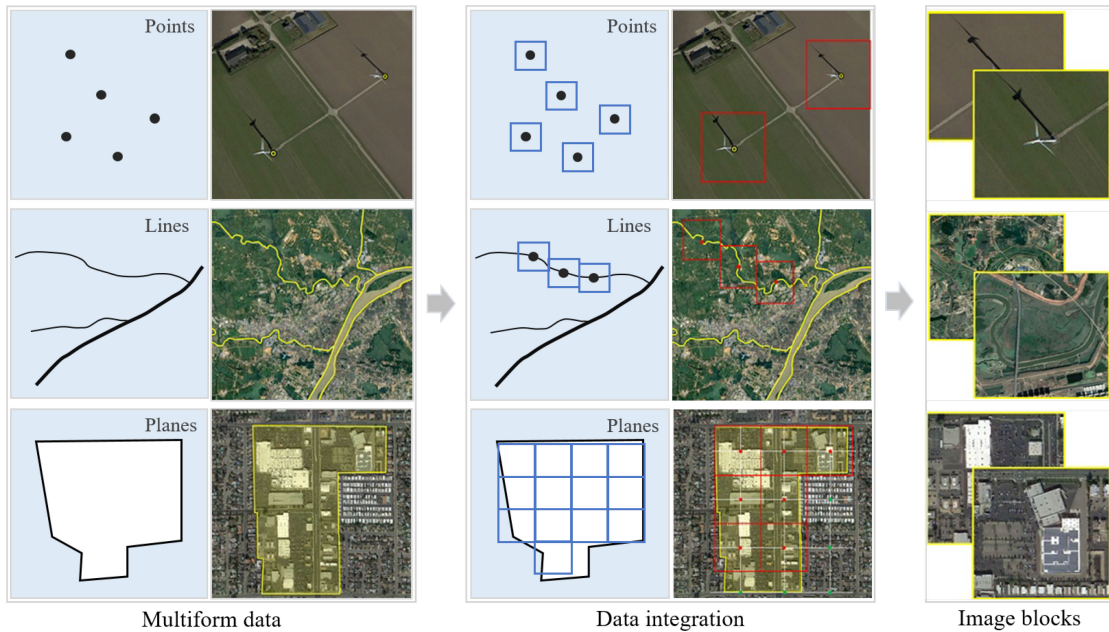 Points
Points
Lines
Lines
Planes
Planes
Multiform data
Data integration
Image blocks